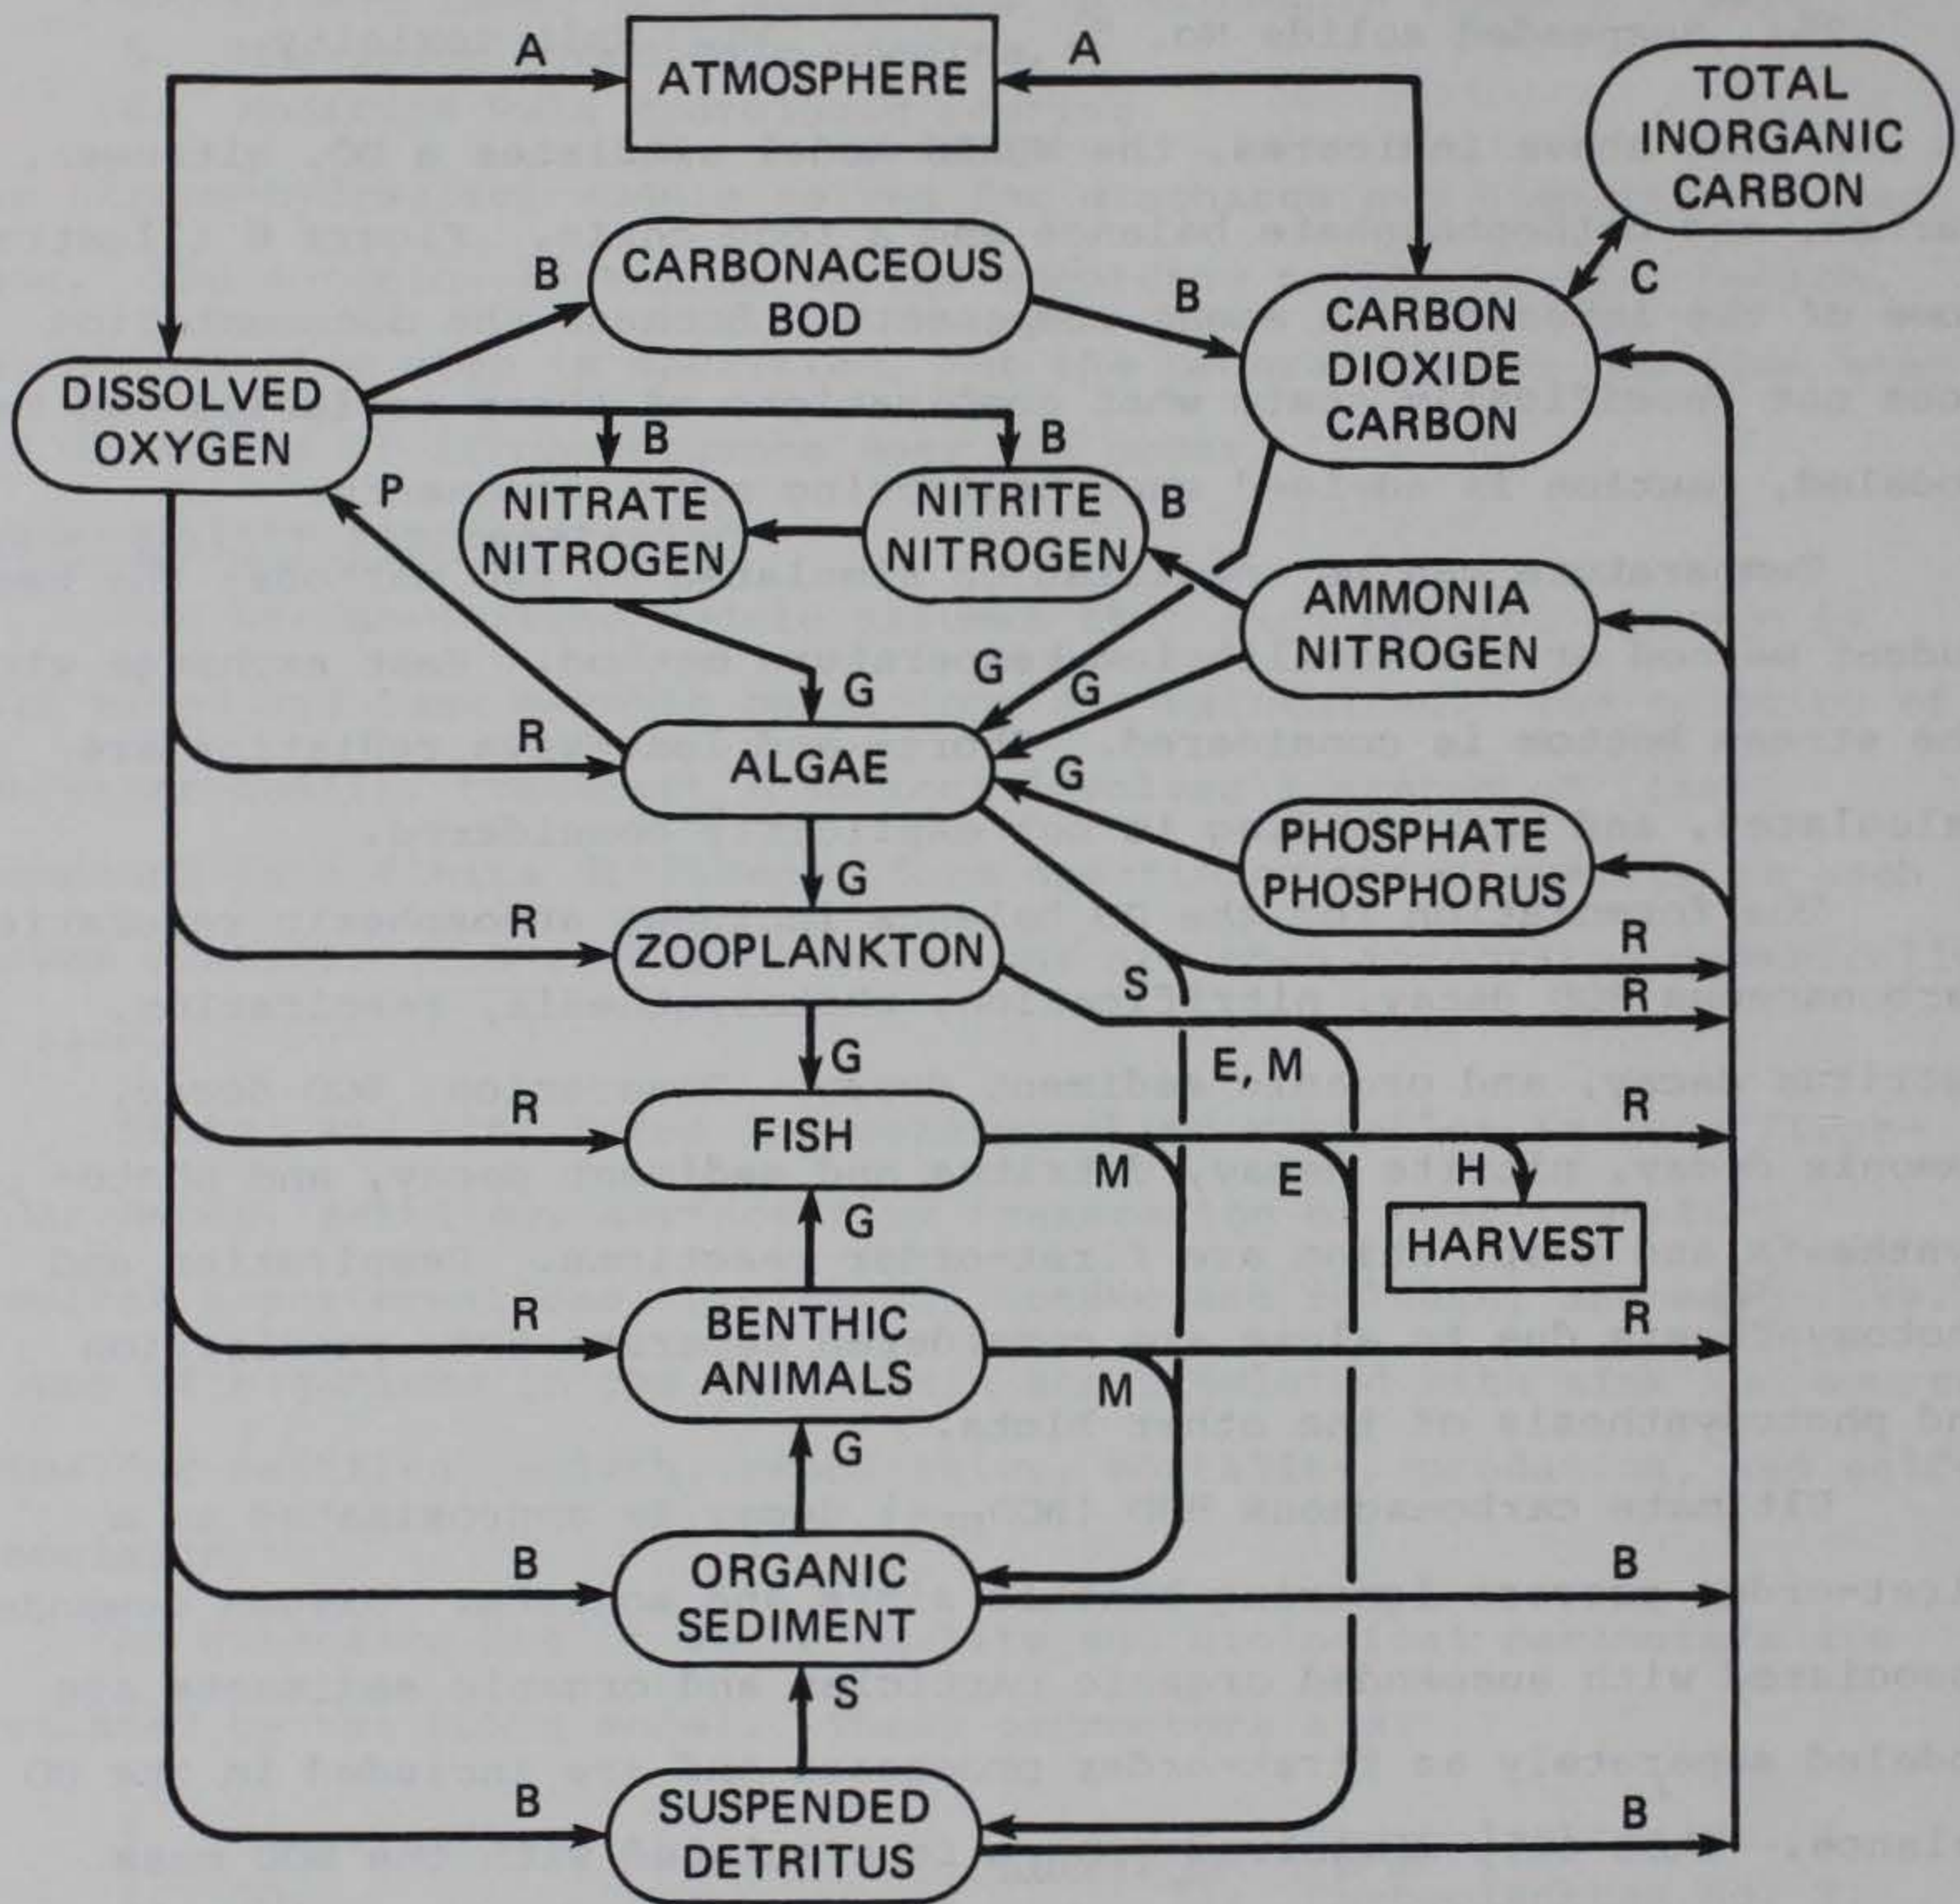 A
ATMOSPHERE
A
TOTAL
INORGANIC
CARBON
B
CARBONACEOUS
BOD
B
C
CARBON
DIOXIDE
CARBON
DISSOLVED
OXYGEN
B
B
P
NITRATE
NITROGEN
NITRITE
NITROGEN
B
AMMONIA
NITROGEN
G
G
G
R
ALGAE
G
PHOSPHATE
PHOSPHORUS
G
R
ZOOPLANKTON
R
S
R
G
E, M
R
FISH
R
M
E
H
G
HARVEST
R
BENTHIC
ANIMALS
R
M
G
B
ORGANIC
SEDIMENT
B
S
B
SUSPENDED
DETRITUS
B